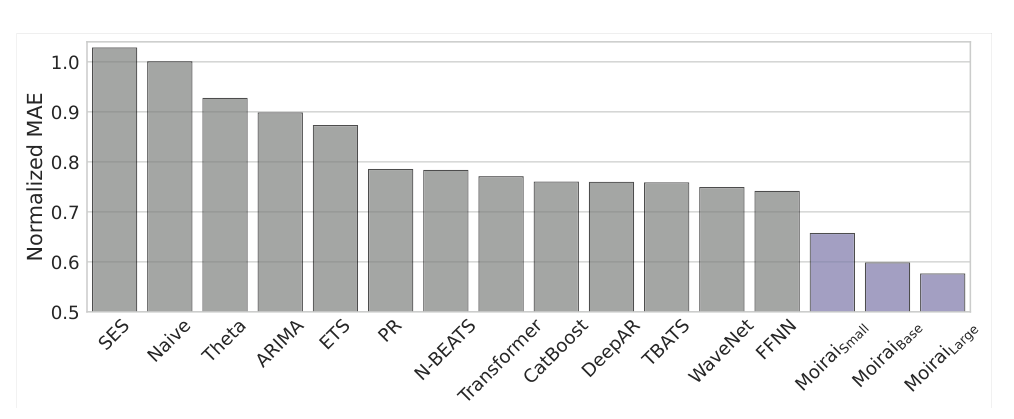 Normalized MAE
1.0
0.9
0.8
0.7
0.6
0.5
SES
Naive
Theta
ARIMA
ETS
PR
N-BEATS
Transformer
CatBoost
DeepAR
TBATS
WaveNet
FFNN
MoiraiSmall
MoiraiBase
MoiraiLarge